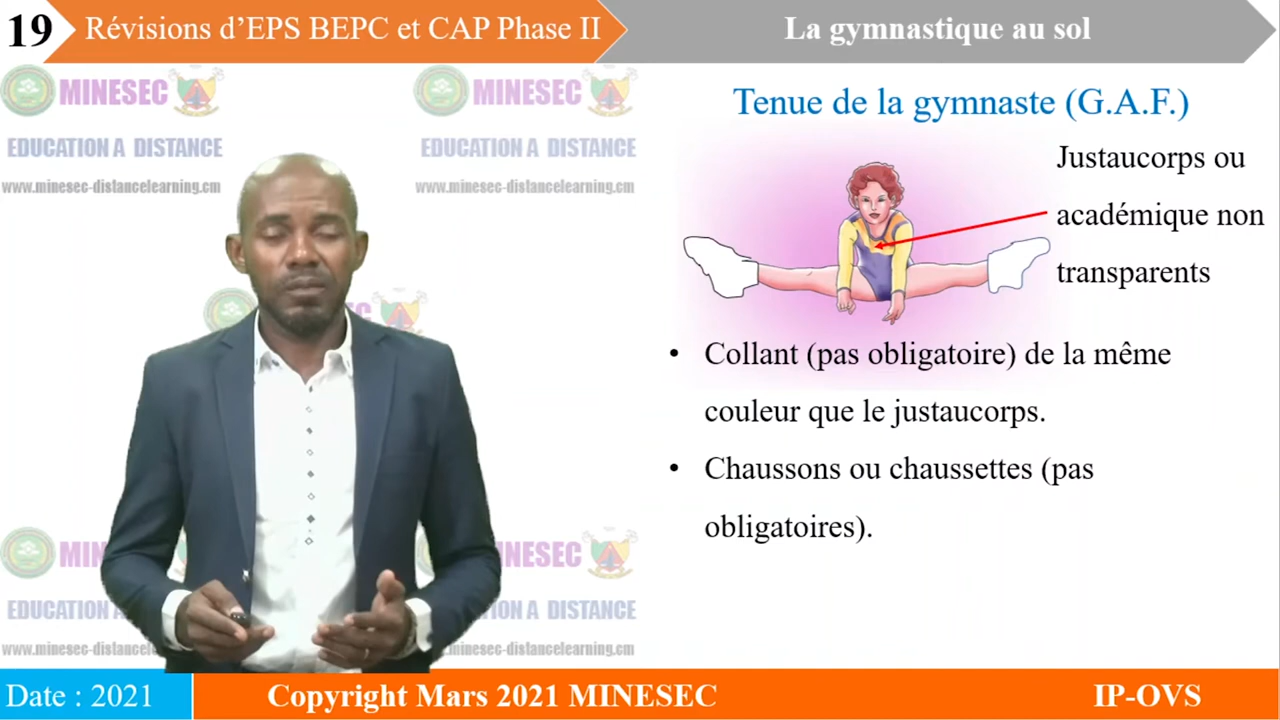 19
Révisions d'EPS BEPC et CAP Phase II
La gymnastique au sol
MINESEC
EDUCATION A DISTANCE
www.minesec-distancelearning.cm
MINESEC
EDUCATION A DISTANCE
www.minesec-distancelearning.cm
Tenue de la gymnaste (G.A.F.)
Justaucorps ou
académique non
transparents
• Collant (pas obligatoire) de la même
couleur que le justaucorps.
• Chaussons ou chaussettes (pas
obligatoires).
Date : 2021
Copyright Mars 2021 MINESEC
IP-OVS